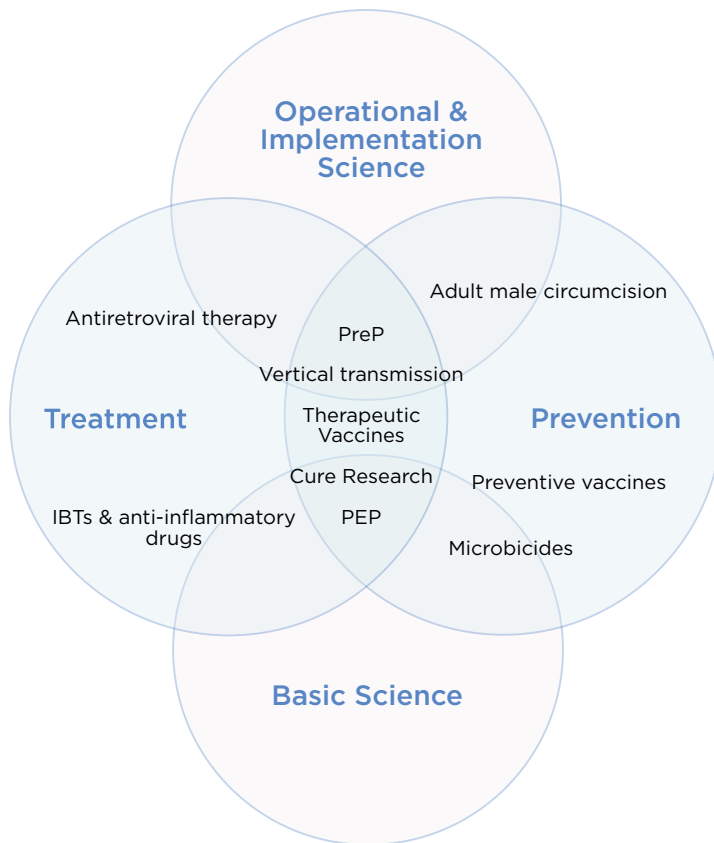 Operational &
Implementation
Science
Adult male circumcision
Antiretroviral therapy
PreP
Vertical transmission
Therapeutic
Vaccines
Treatment
Prevention
Cure Research
Preventive vaccines
IBTs & anti-inflammatory
drugs
PEP
Microbicides
Basic Science